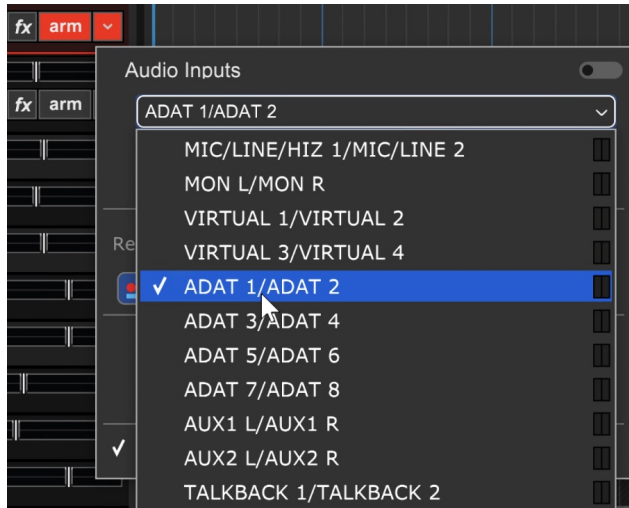 fx arm
Audio Inputs
fx arm
ADAT 1/ADAT 2
MIC/LINE/HIZ 1/MIC/LINE 2
MON L/MON R
VIRTUAL 1/VIRTUAL 2
Re VIRTUAL 3/VIRTUAL 4
ADAT 1/ADAT 2
ADAT 3/ADAT 4
ADAT 5/ADAT 6
ADAT 7/ADAT 8
AUX1 L/AUX1 R
AUX2 L/AUX2 R
TALKBACK 1/TALKBACK 2